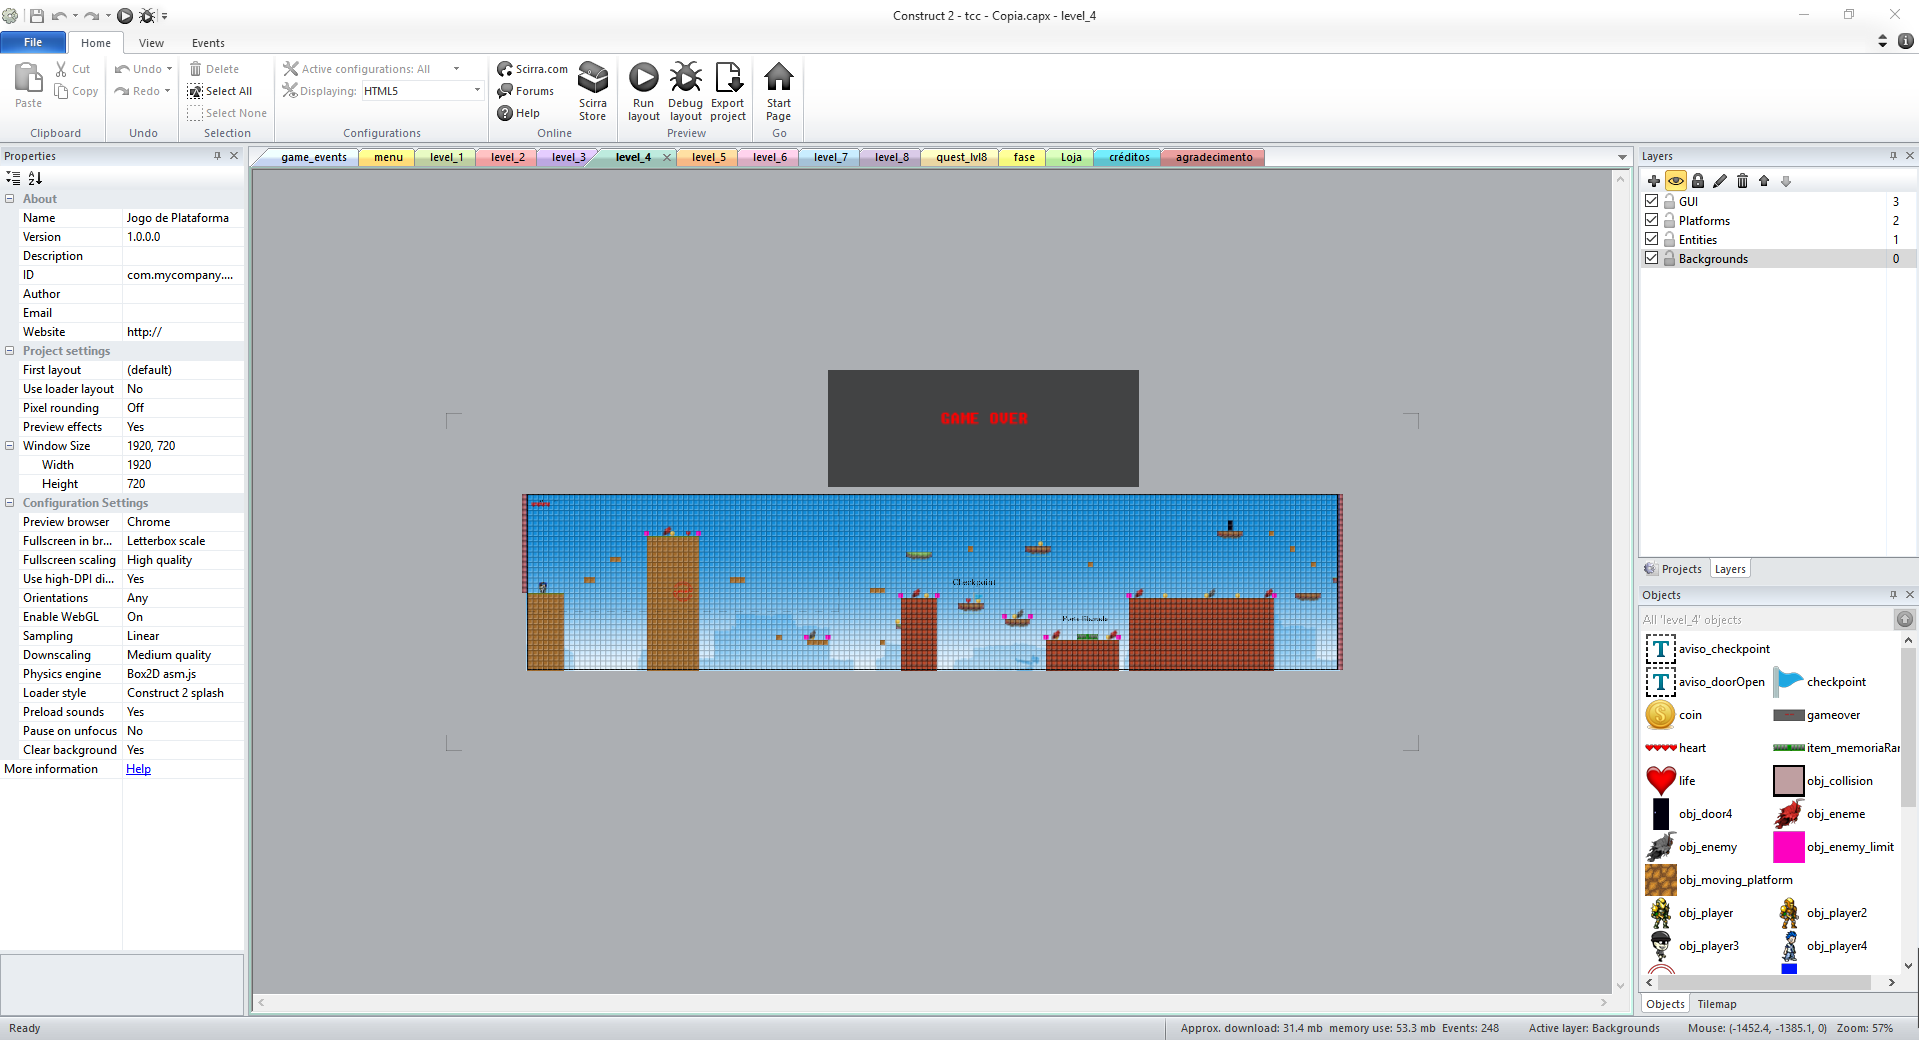 Construct 2 - tcc - Copia.capx - level_4
File Home View Events
Paste Cut Copy Clipboard
Undo Redo Undo
Delete Select All Select None Selection
Active configurations: All
Displaying: HTML5
Configurations
Scirra.com Forums Help Scirra Store Online
Run layout Debug layout Export project Preview
Start Page Go
Properties
game_events menu level_1 level_2 level_3 level_4 level_5 level_6 level_7 level_8 quest_lvl8 fase Loja créditos agradecimento
About
Name Jogo de Plataforma
Version 1.0.0.0
Description
ID com.mycompany....
Author
Email
Website http://
Project settings
First layout (default)
Use loader layout No
Pixel rounding Off
Preview effects Yes
Window Size 1920, 720
Width 1920
Height 720
Configuration Settings
Preview browser Chrome
Fullscreen in br... Letterbox scale
Fullscreen scaling High quality
Use high-DPI di... Yes
Orientations Any
Enable WebGL On
Sampling Linear
Downscaling Medium quality
Physics engine Box2D asm.js
Loader style Construct 2 splash
Preload sounds Yes
Pause on unfocus No
Clear background Yes
More information Help
GAME OVER
Checkpoint
Layers
GUI 3
Platforms 2
Entities 1
Backgrounds 0
Projects Layers
Objects
All 'level_4' objects
aviso_checkpoint
aviso_doorOpen checkpoint
coin gameover
heart item_memoriaRar
life obj_collision
obj_door4 obj_eneme
obj_enemy obj_enemy_limit
obj_moving_platform
obj_player obj_player2
obj_player3 obj_player4
Objects Tilemap
Ready Approx. download: 31.4 mb memory use: 53.3 mb Events: 248 Active layer: Backgrounds Mouse: (-1452.4, -1385.1, 0) Zoom: 57%